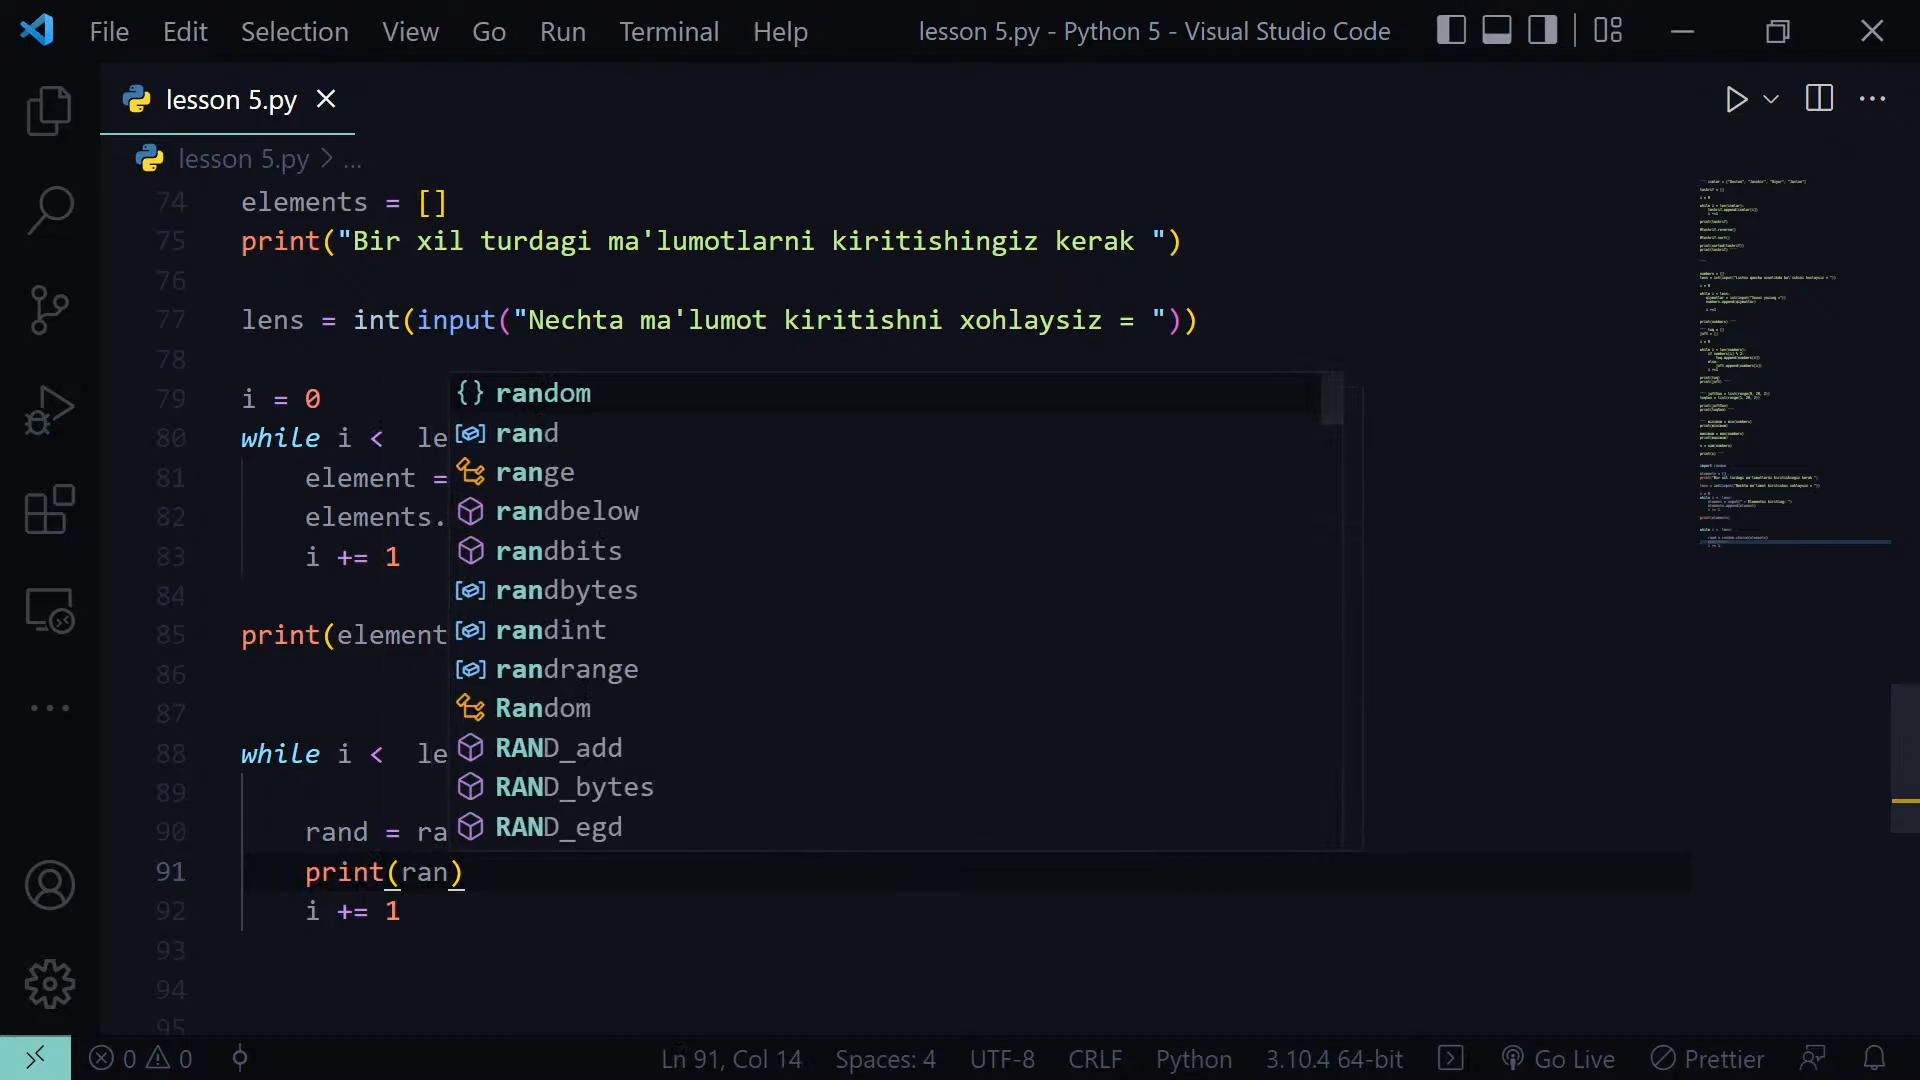 File Edit Selection View Go Run Terminal Help lesson 5.py - Python 5 - Visual Studio Code
lesson 5.py
lesson 5.py > ...
74 elements = []
75 print("Bir xil turdagi ma'lumotlarni kiritishingiz kerak ")
76
77 lens = int(input("Nechta ma'lumot kiritishni xohlaysiz = "))
78
79 i = 0
80 while i < le
81 element =
82 elements.
83 i += 1
84
85 print(element
86
87
88 while i < le
89
90 rand = ra
91 print(ran)
92 i += 1
93
94
95
{} random
rand
range
randbelow
randbits
randbytes
randint
randrange
Random
RAND_add
RAND_bytes
RAND_egd
0 0 Ln 91, Col 14 Spaces: 4 UTF-8 CRLF Python 3.10.4 64-bit Go Live Prettier